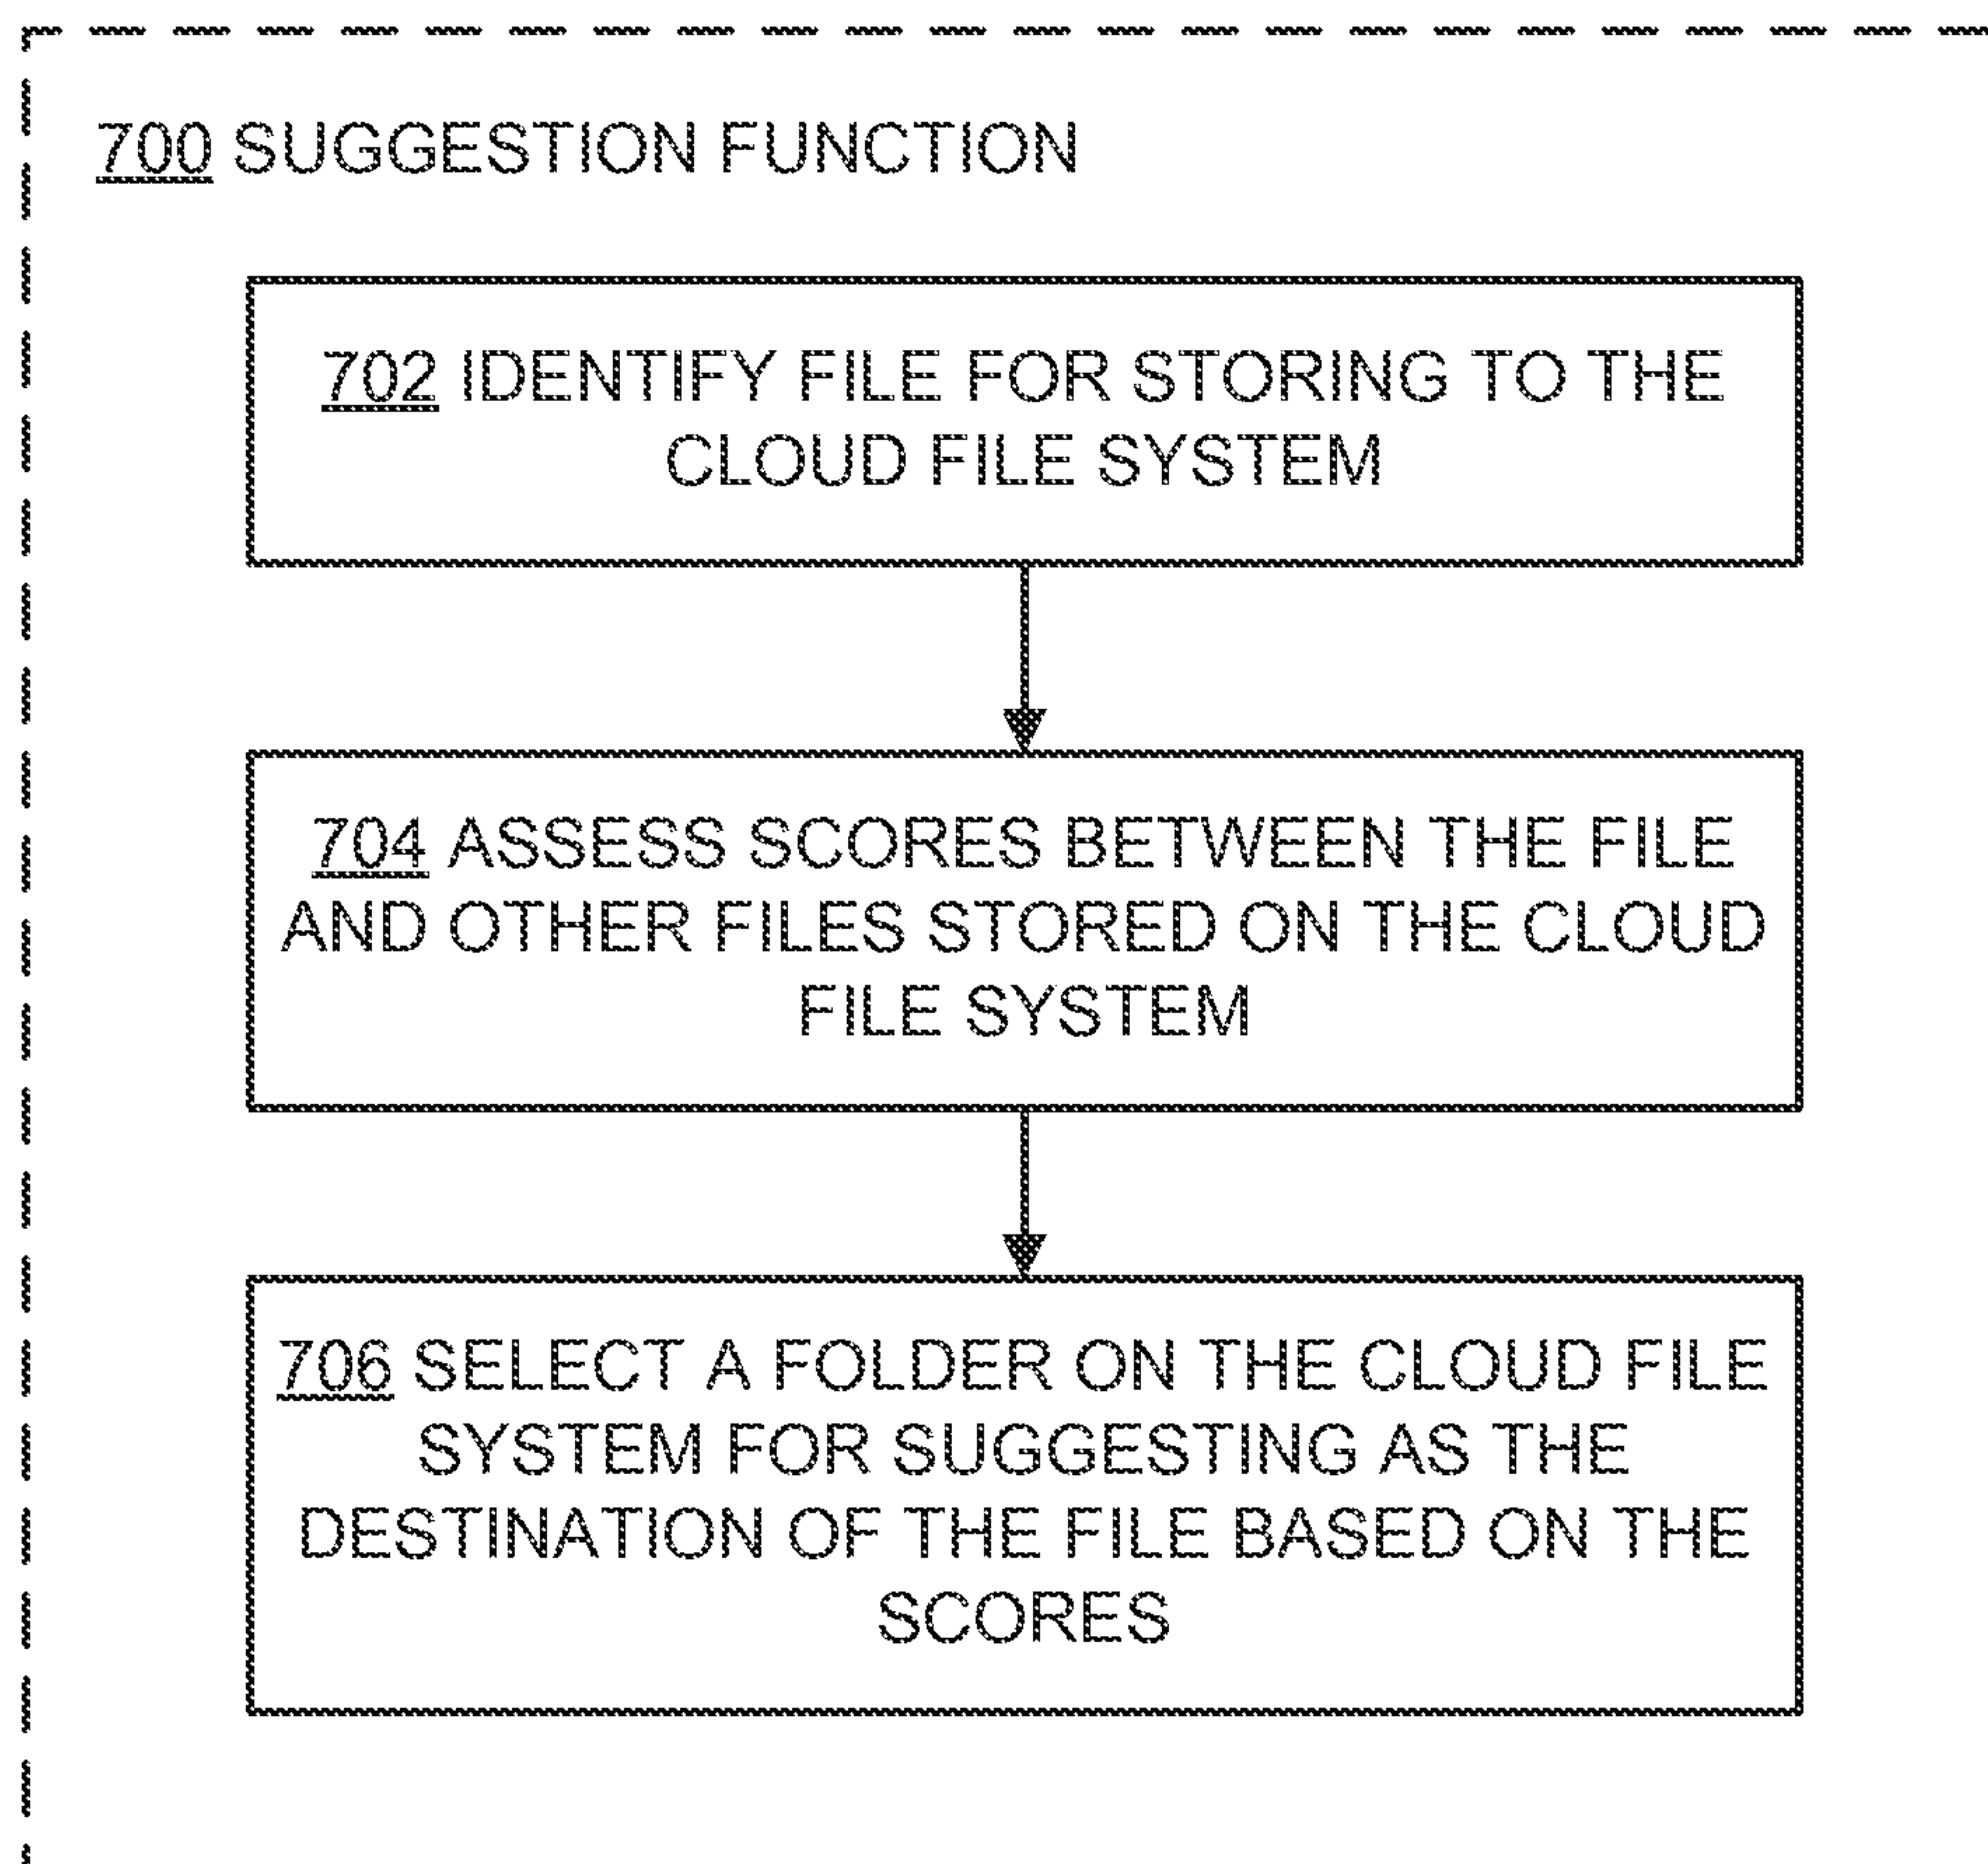 700 SUGGESTION FUNCTION
702 IDENTIFY FILE FOR STORING TO THE
CLOUD FILE SYSTEM
704 ASSESS SCORES BETWEEN THE FILE
AND OTHER FILES STORED ON THE CLOUD
FILE SYSTEM
706 SELECT A FOLDER ON THE CLOUD FILE
SYSTEM FOR SUGGESTING AS THE
DESTINATION OF THE FILE BASED ON THE
SCORES